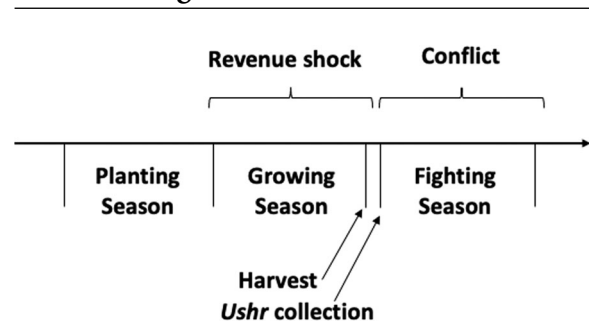 Revenue shock
Conflict
Planting
Season
Growing
Season
Fighting
Season
Harvest
Ushr collection